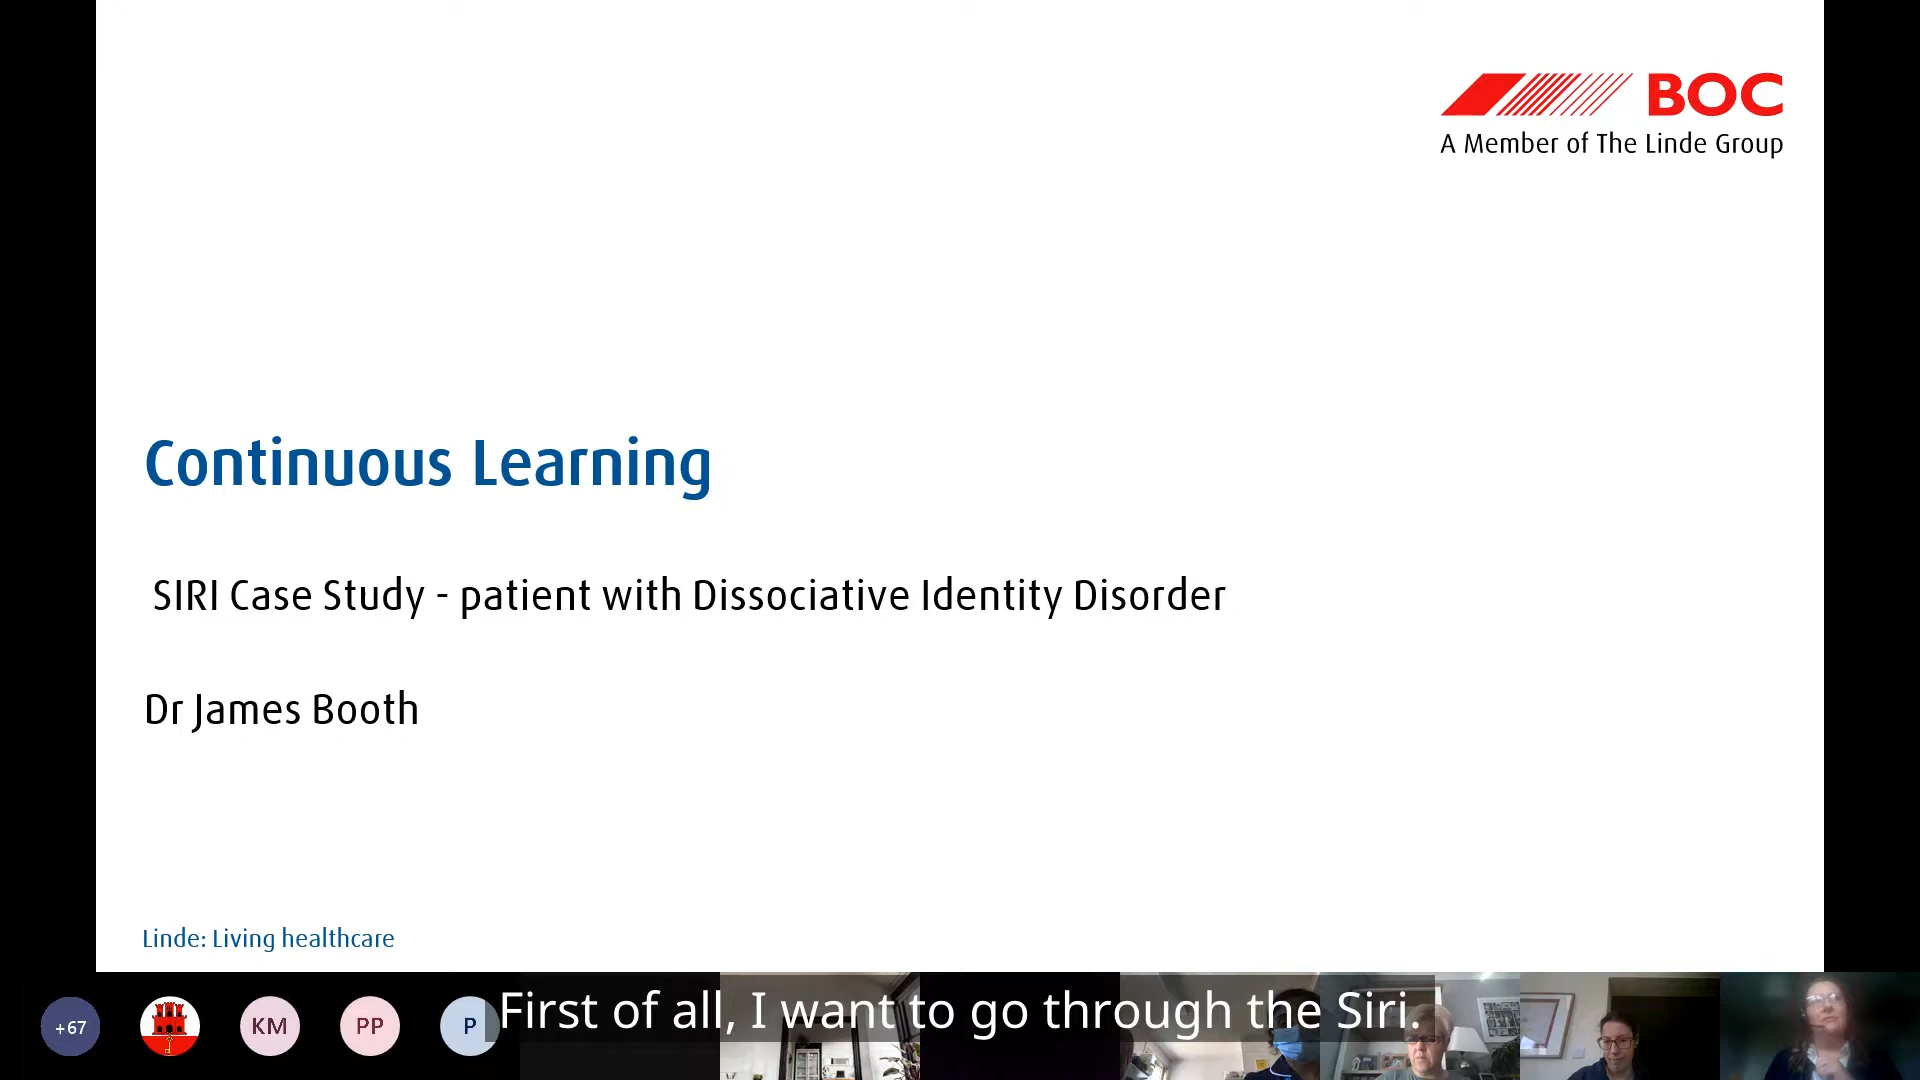 BOC
A Member of The Linde Group
Continuous Learning
SIRI Case Study - patient with Dissociative Identity Disorder
Dr James Booth
Linde: Living healthcare
+67
KM
PP
P
First of all, I want to go through the Siri.